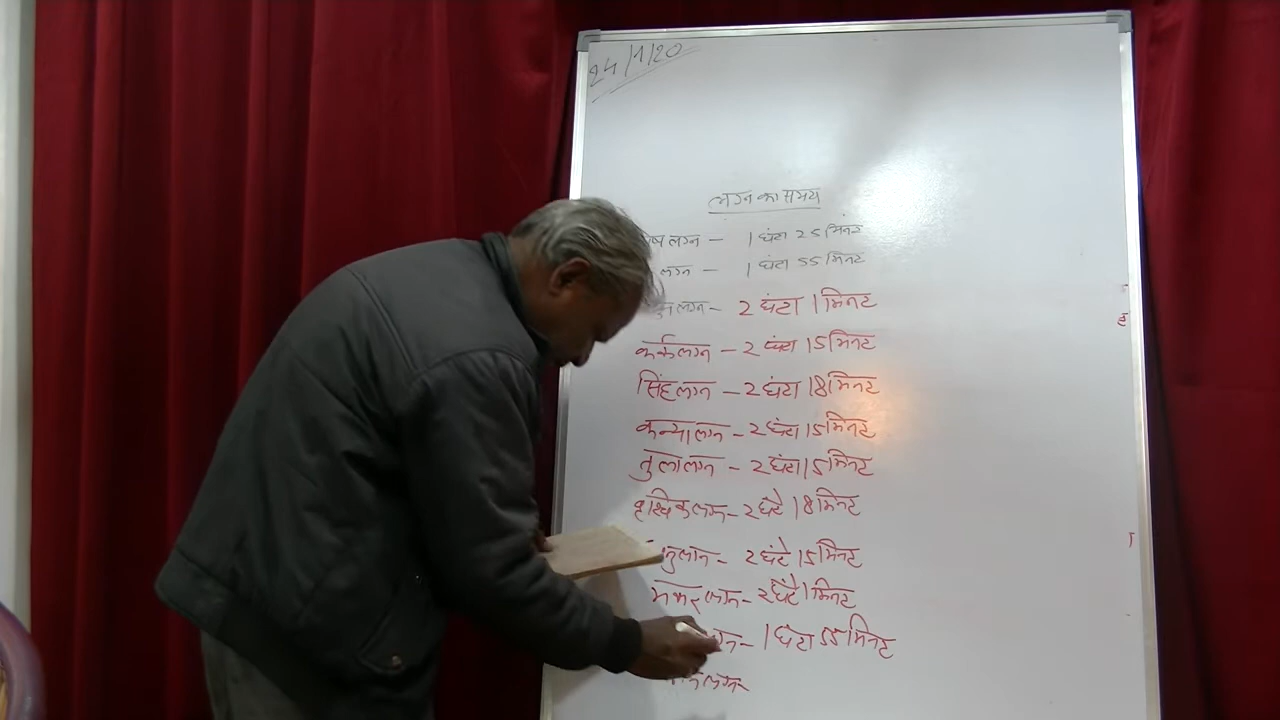 24/1/20
लग्न का समय
लग्न – 1 घंटा 25 मिनट
लग्न – 1 घंटा 55 मिनट
लग्न – 2 घंटा 1 मिनट
कर्क लग्न – 2 घंटा 15 मिनट
सिंह लग्न – 2 घंटा 18 मिनट
कन्या लग्न – 2 घंटा 15 मिनट
तुला लग्न – 2 घंटा 15 मिनट
वृश्चिक लग्न – 2 घंटे 18 मिनट
लग्न – 2 घंटे 15 मिनट
मकर लग्न – 2 घंटे 1 मिनट
1 घंटा 55 मिनट
लग्न –